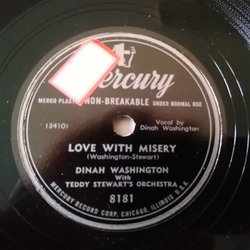 Mercury
MERCO PLASTIC NON-BREAKABLE UNDER NORMAL USE
(3410)
Vocal by
Dinah Washington
LOVE WITH MISERY
(Washington-Stewart)
DINAH WASHINGTON
With
TEDDY STEWART'S ORCHESTRA
8181
MERCURY RECORD CORP. CHICAGO, ILLINOIS U.S.A.